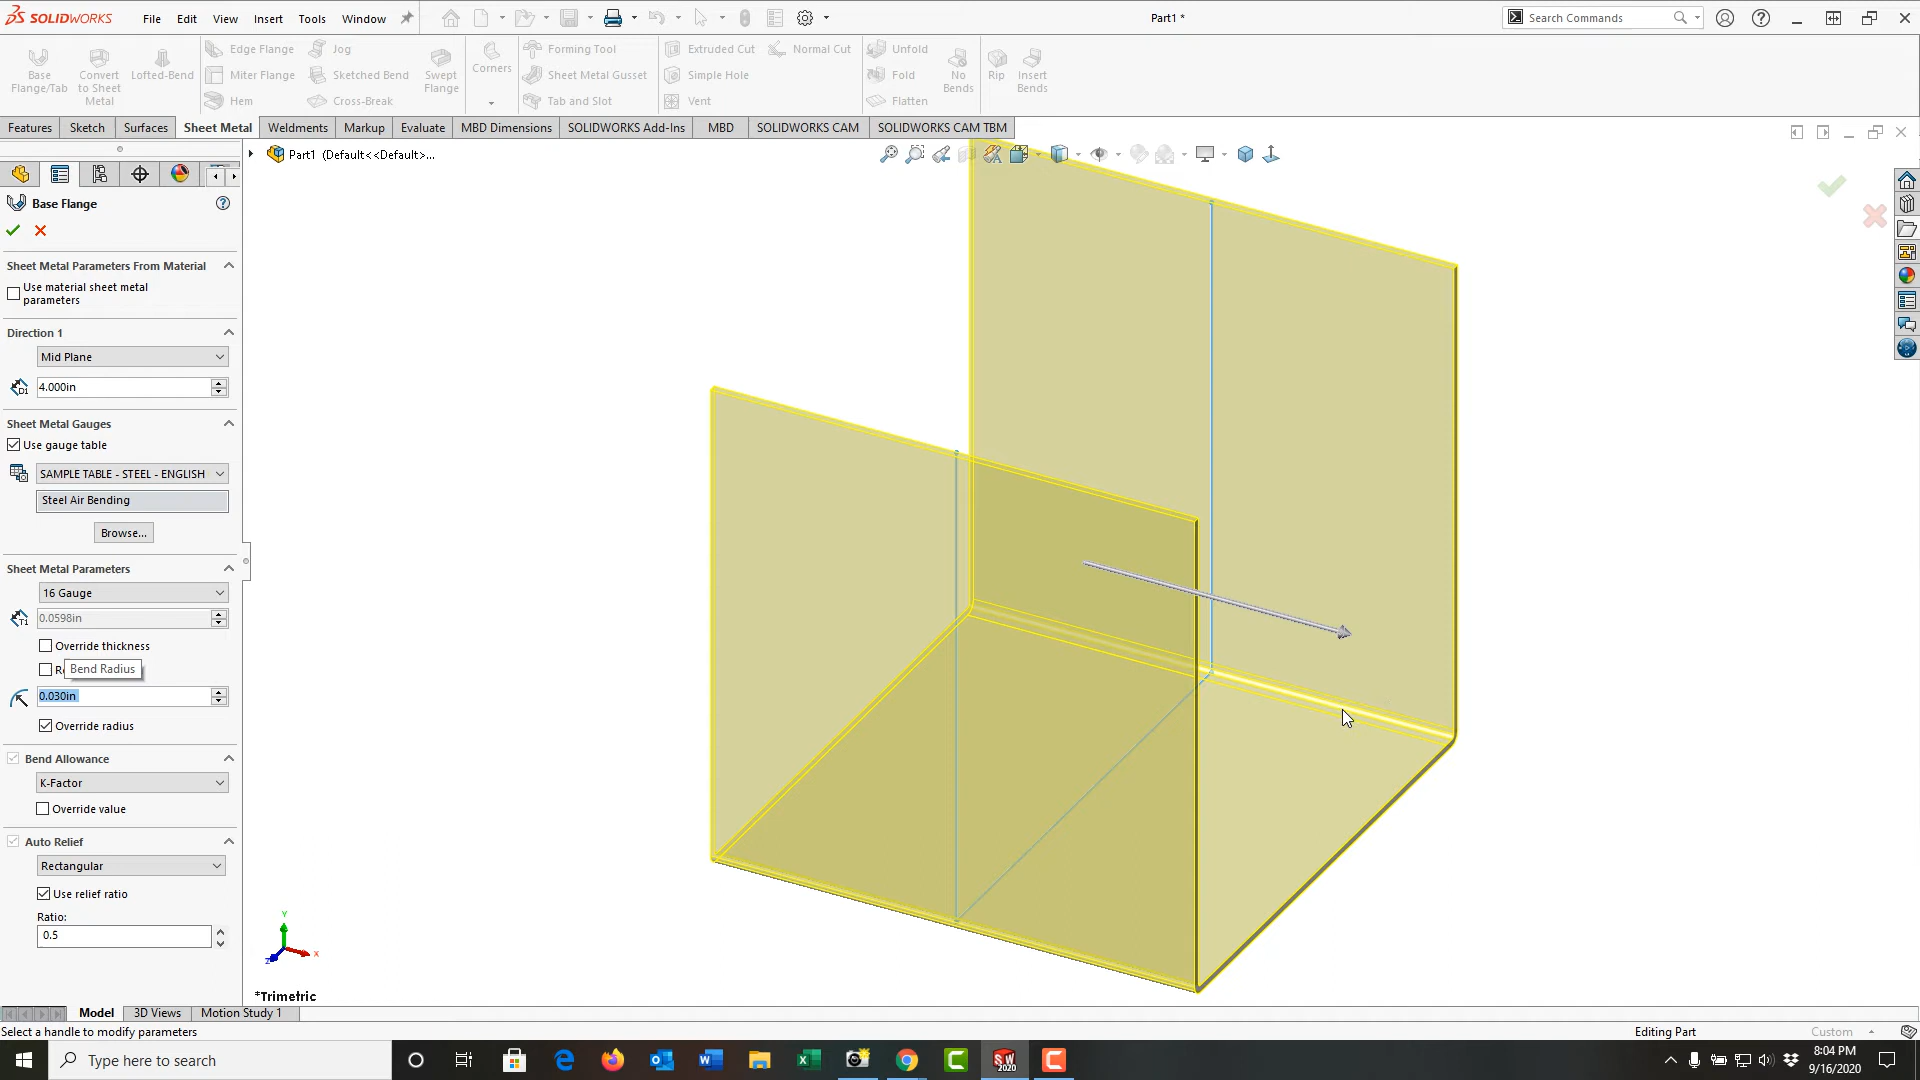 SOLIDWORKS File Edit View Insert Tools Window Part1 * Search Commands
Base Flange/Tab
Convert to Sheet Metal
Lofted-Bend
Edge Flange
Miter Flange
Hem
Jog
Sketched Bend
Cross-Break
Swept Flange
Corners
Forming Tool
Sheet Metal Gusset
Tab and Slot
Extruded Cut
Simple Hole
Vent
Normal Cut
Unfold
Fold
Flatten
No Bends
Rip
Insert Bends
Features Sketch Surfaces Sheet Metal Weldments Markup Evaluate MBD Dimensions SOLIDWORKS Add-Ins MBD SOLIDWORKS CAM SOLIDWORKS CAM TBM
Part1 (Default<<Default>...
Base Flange
Sheet Metal Parameters From Material
Use material sheet metal
parameters
Direction 1
Mid Plane
D1
4.000in
Sheet Metal Gauges
Use gauge table
SAMPLE TABLE - STEEL - ENGLISH
Steel Air Bending
Browse...
Sheet Metal Parameters
16 Gauge
T1
0.0598in
Override thickness
Bend Radius
0.030in
Override radius
Bend Allowance
K-Factor
Override value
Auto Relief
Rectangular
Use relief ratio
Ratio:
0.5
Y
X
Z
*Trimetric
Model 3D Views Motion Study 1
Select a handle to modify parameters Editing Part Custom
Type here to search
SW
2020
8:04 PM
9/16/2020